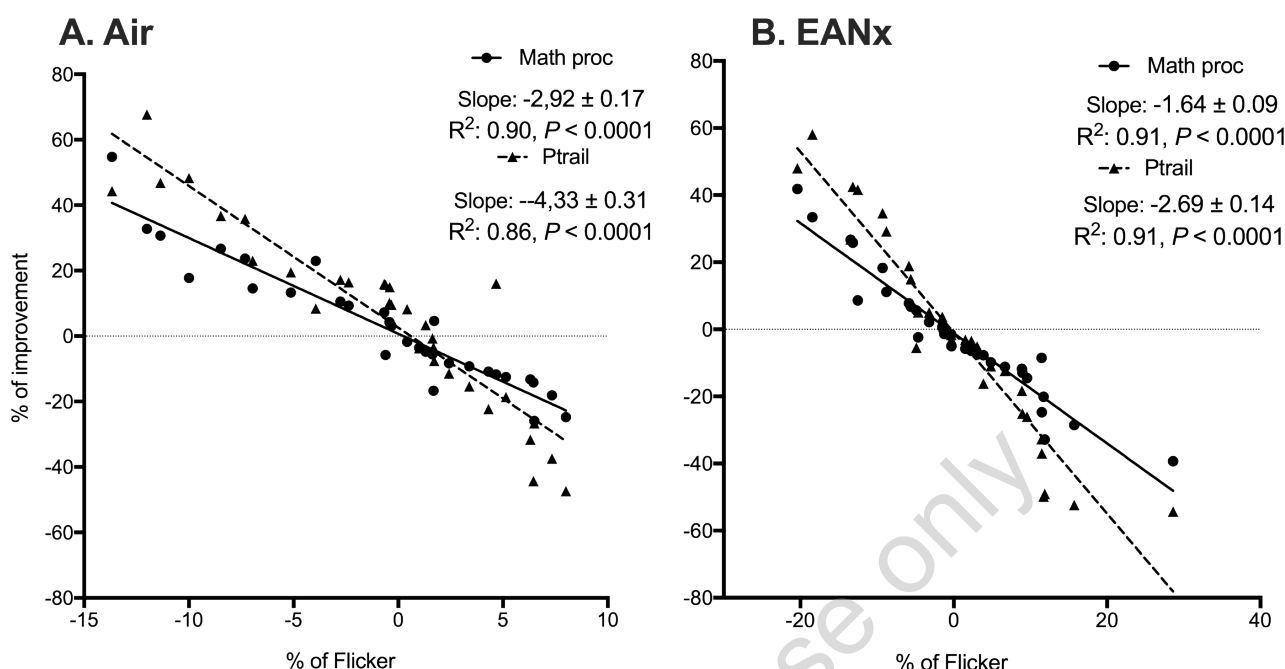 A. Air
Math proc
Slope: -2,92 ± 0.17
R²: 0.90, P < 0.0001
Ptrail
Slope: --4,33 ± 0.31
R²: 0.86, P < 0.0001
80
60
40
20
0
-20
-40
-60
-80
% of improvement
-15 -10 -5 0 5 10
% of Flicker
B. EANx
Math proc
Slope: -1.64 ± 0.09
R²: 0.91, P < 0.0001
Ptrail
Slope: -2.69 ± 0.14
R²: 0.91, P < 0.0001
80
60
40
20
0
-20
-40
-60
-80
-20 0 20 40
% of Flicker
se only